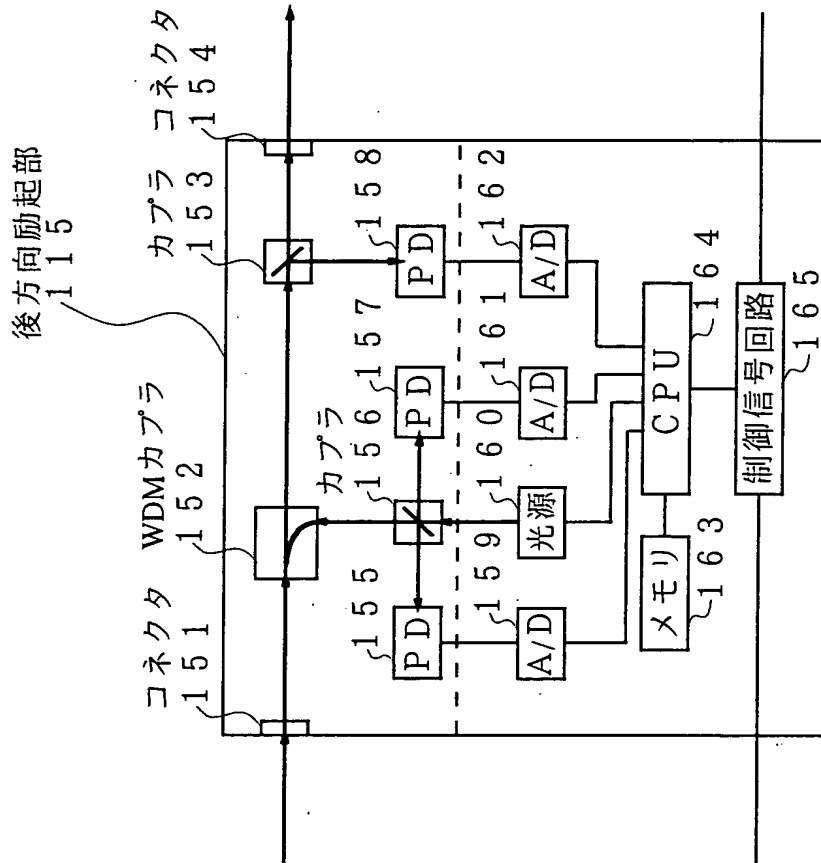 後方向励起部
115
コネクタ
151
WDMカプラ
152
カプラ
153
コネクタ
154
カプラ
156
PD
155
PD
157
PD
158
A/D
159
光源
160
A/D
161
A/D
162
メモリ
163
CPU
164
制御信号回路
165